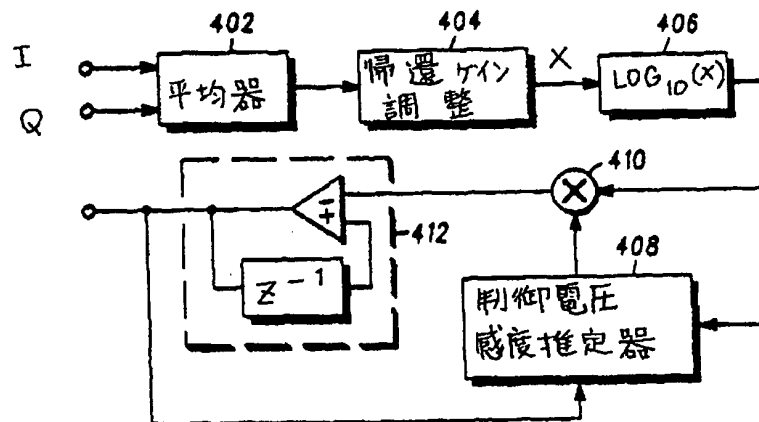 402
404
406
I
Q
平均器
帰還ゲイン
調整
X
LOG10(X)
410
+
-
412
Z-1
×
408
制御電圧
感度推定器